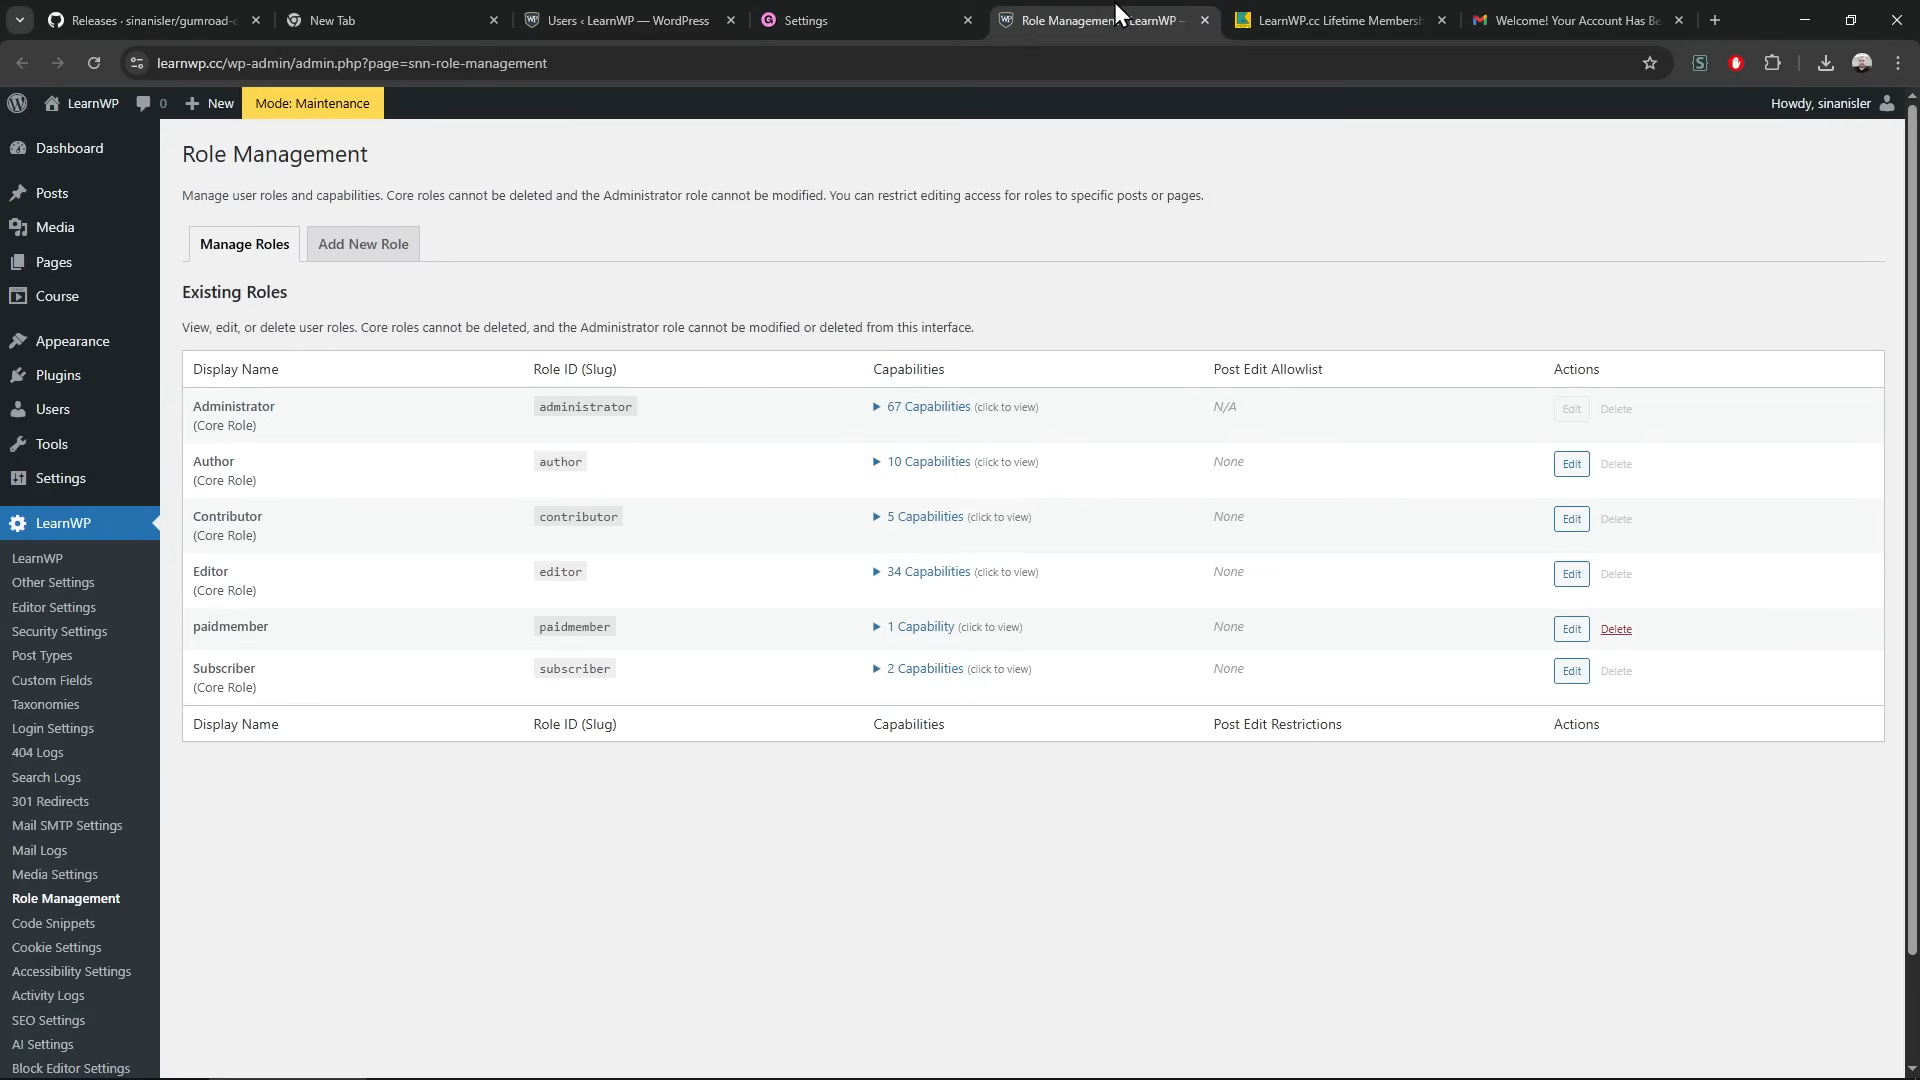 Releases · sinanisler/gumroad-c
New Tab
Users ‹ LearnWP — WordPress
Settings
Role Management ‹ LearnWP —
LearnWP.cc Lifetime Membersh
Welcome! Your Account Has Be
learnwp.cc/wp-admin/admin.php?page=snn-role-management
LearnWP
0
New
Mode: Maintenance
Howdy, sinanisler
Dashboard
Posts
Media
Pages
Course
Appearance
Plugins
Users
Tools
Settings
LearnWP
LearnWP
Other Settings
Editor Settings
Security Settings
Post Types
Custom Fields
Taxonomies
Login Settings
404 Logs
Search Logs
301 Redirects
Mail SMTP Settings
Mail Logs
Media Settings
Role Management
Code Snippets
Cookie Settings
Accessibility Settings
Activity Logs
SEO Settings
AI Settings
Block Editor Settings
Role Management
Manage user roles and capabilities. Core roles cannot be deleted and the Administrator role cannot be modified. You can restrict editing access for roles to specific posts or pages.
Manage Roles Add New Role
Existing Roles
View, edit, or delete user roles. Core roles cannot be deleted, and the Administrator role cannot be modified or deleted from this interface.
Display Name Role ID (Slug) Capabilities Post Edit Allowlist Actions
Administrator administrator 67 Capabilities (click to view) N/A Edit Delete
(Core Role)
Author author 10 Capabilities (click to view) None Edit Delete
(Core Role)
Contributor contributor 5 Capabilities (click to view) None Edit Delete
(Core Role)
Editor editor 34 Capabilities (click to view) None Edit Delete
(Core Role)
paidmember paidmember 1 Capability (click to view) None Edit Delete
Subscriber subscriber 2 Capabilities (click to view) None Edit Delete
(Core Role)
Display Name Role ID (Slug) Capabilities Post Edit Restrictions Actions